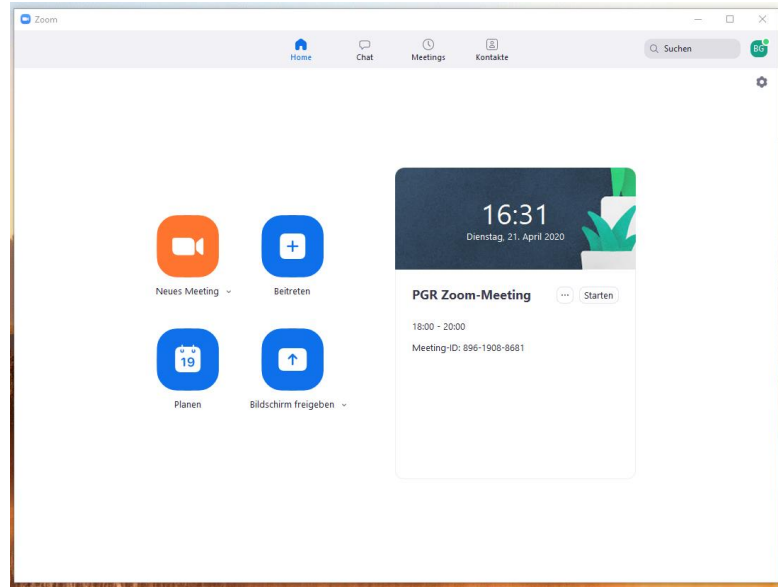 Zoom
Home
Chat
Meetings
Kontakte
Suchen
BG
16:31
Dienstag, 21. April 2020
Neues Meeting
Beitreten
19
Planen
Bildschirm freigeben
PGR Zoom-Meeting
Starten
18:00 - 20:00
Meeting-ID: 896-1908-8681